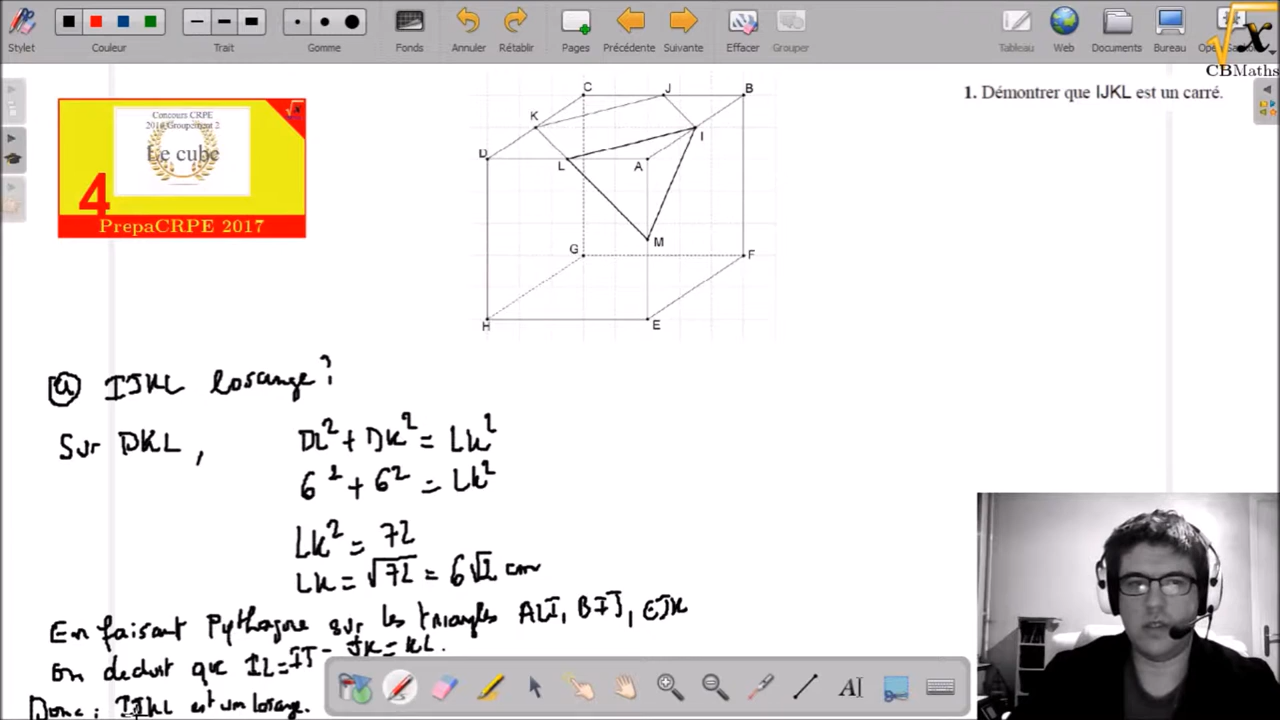 Stylet Couleur Trait Gomme Fonds Annuler Rétablir Pages Précédente Suivante Effacer Grouper Tableau Web Documents Bureau
CBMaths
Concours CRPE
Groupement 2
Le cube
4
PrepaCRPE 2017
C J B
K I
D L A
M
G F
H E
1. Démontrer que IJKL est un carré.
a IJKL losange ?
Sur DKL, DL² + DK² = LK²
6² + 6² = LK²
LK² = 72
LK = √72 = 6√2 cm
En faisant Pythagore sur les triangles ALI, BIJ, CJK
On déduit que IL = IJ = JK = KL.
Donc : IJKL est un losange.
AI